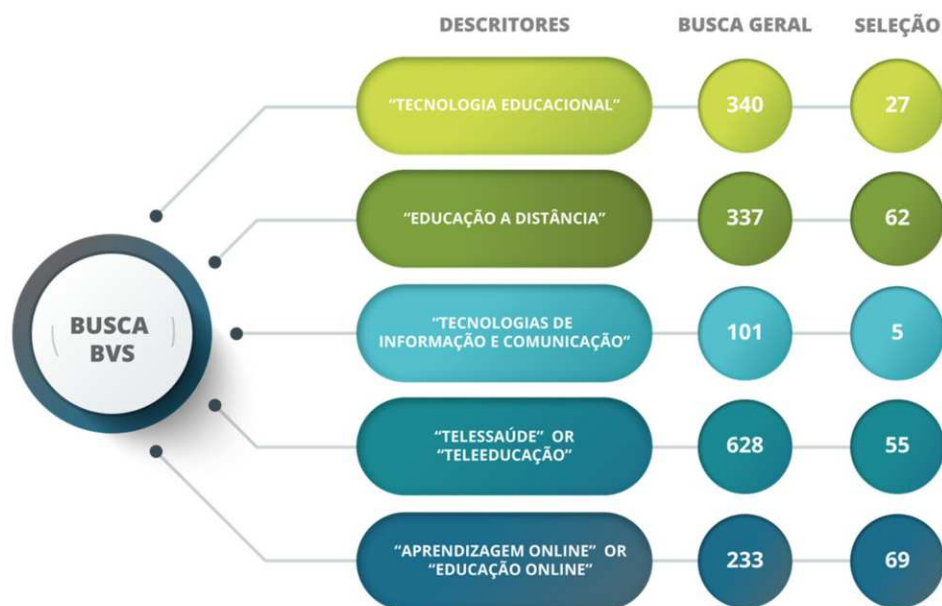 DESCRITORES BUSCA GERAL SELEÇÃO
“TECNOLOGIA EDUCACIONAL” 340 27
“EDUCAÇÃO A DISTÂNCIA” 337 62
BUSCA
BVS
“TECNOLOGIAS DE
INFORMAÇÃO E COMUNICAÇÃO” 101 5
“TELESSAÚDE” OR
“TELEEDUCAÇÃO” 628 55
“APRENDIZAGEM ONLINE” OR
“EDUCAÇÃO ONLINE” 233 69